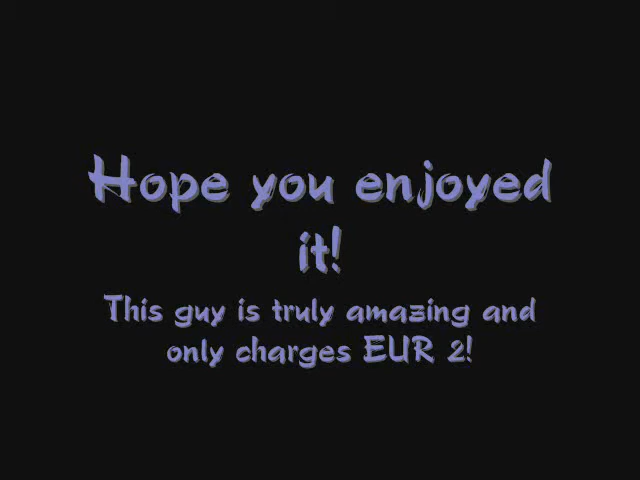 Hope you enjoyed
it!
This guy is truly amazing and
only charges EUR 2!